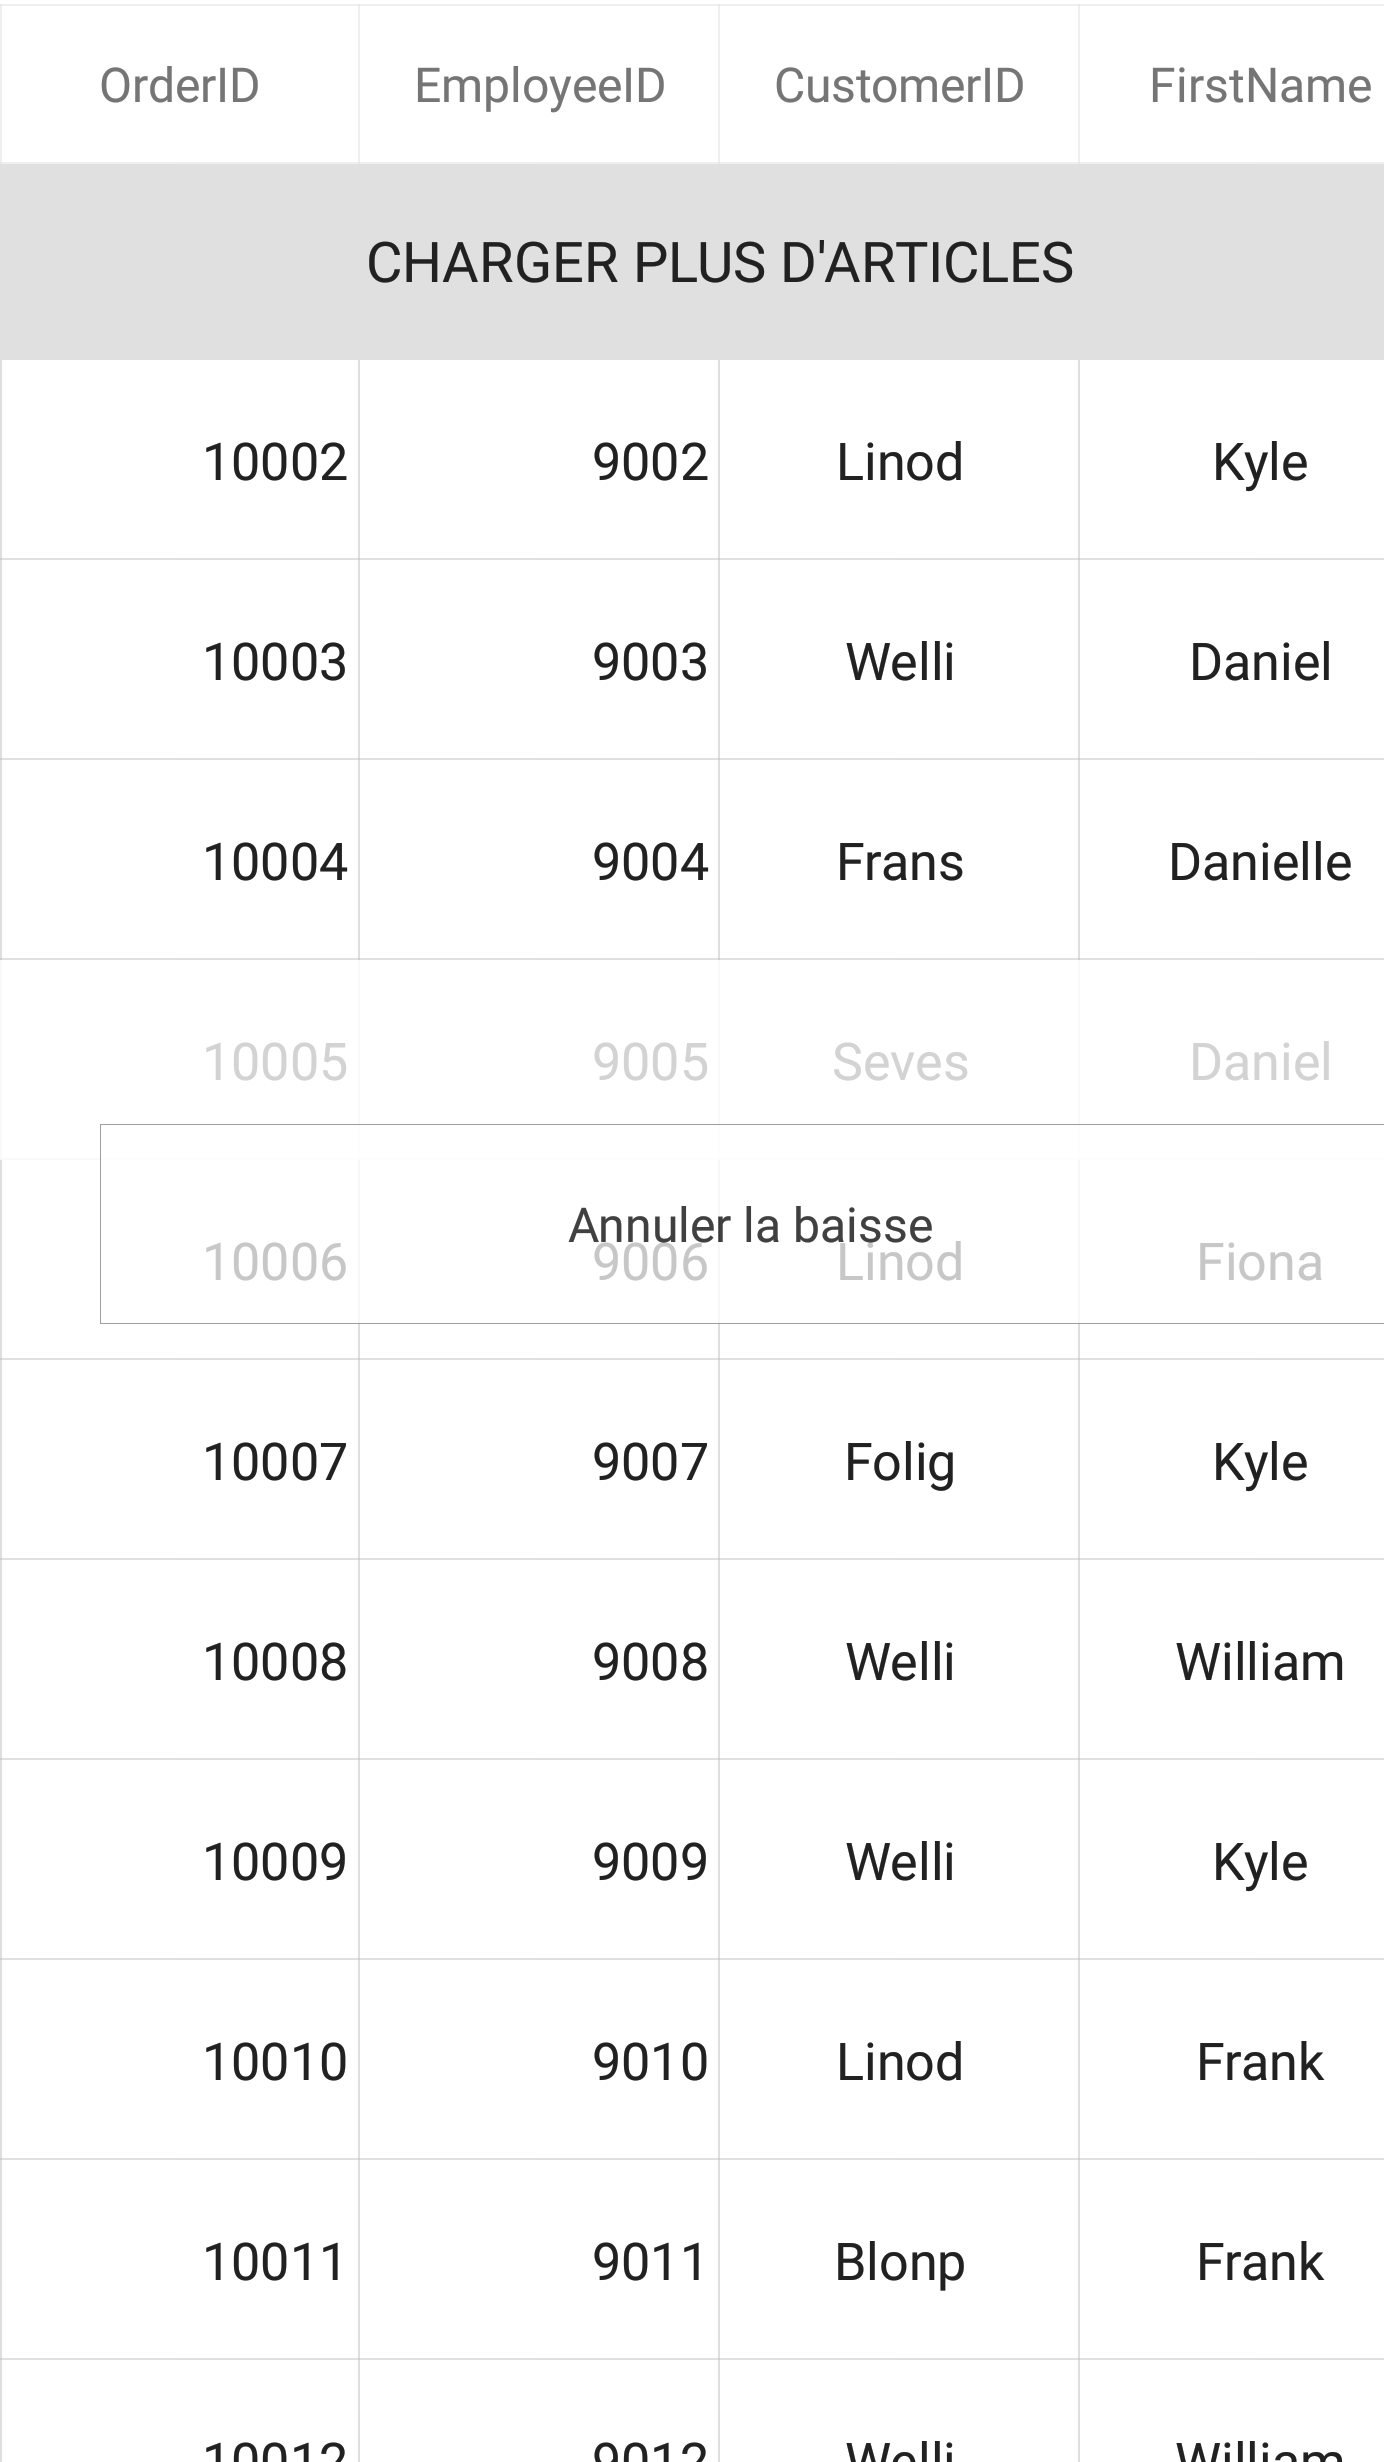 OrderID EmployeeID CustomerID FirstName
CHARGER PLUS D'ARTICLES
10002 9002 Linod Kyle
10003 9003 Welli Daniel
10004 9004 Frans Danielle
10005 9005 Seves Daniel
Annuler la baisse
10006 9006 Linod Fiona
10007 9007 Folig Kyle
10008 9008 Welli William
10009 9009 Welli Kyle
10010 9010 Linod Frank
10011 9011 Blonp Frank
10012 9012 Welli William